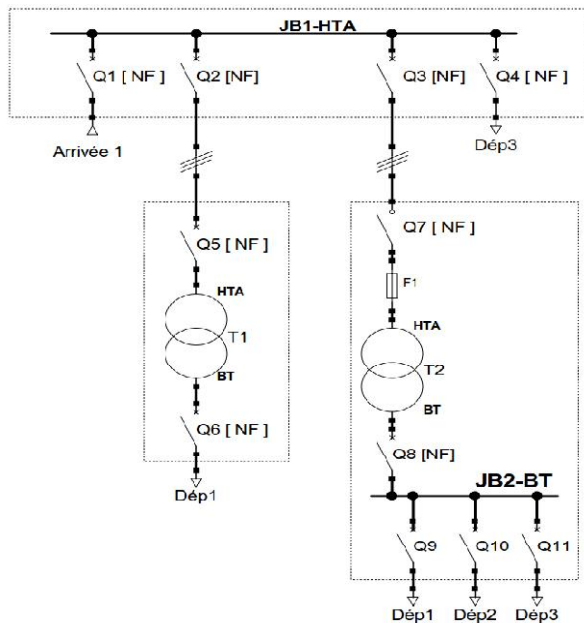 JB1-HTA
Q1 [ NF ]
Q2 [NF]
Q3 [NF]
Q4 [ NF ]
Arrivée 1
Dép3
Q5 [ NF ]
HTA
T1
BT
Q6 [ NF ]
Dép1
Q7 [ NF ]
F1
HTA
T2
BT
Q8 [NF]
JB2-BT
Q9
Q10
Q11
Dép1
Dép2
Dép3